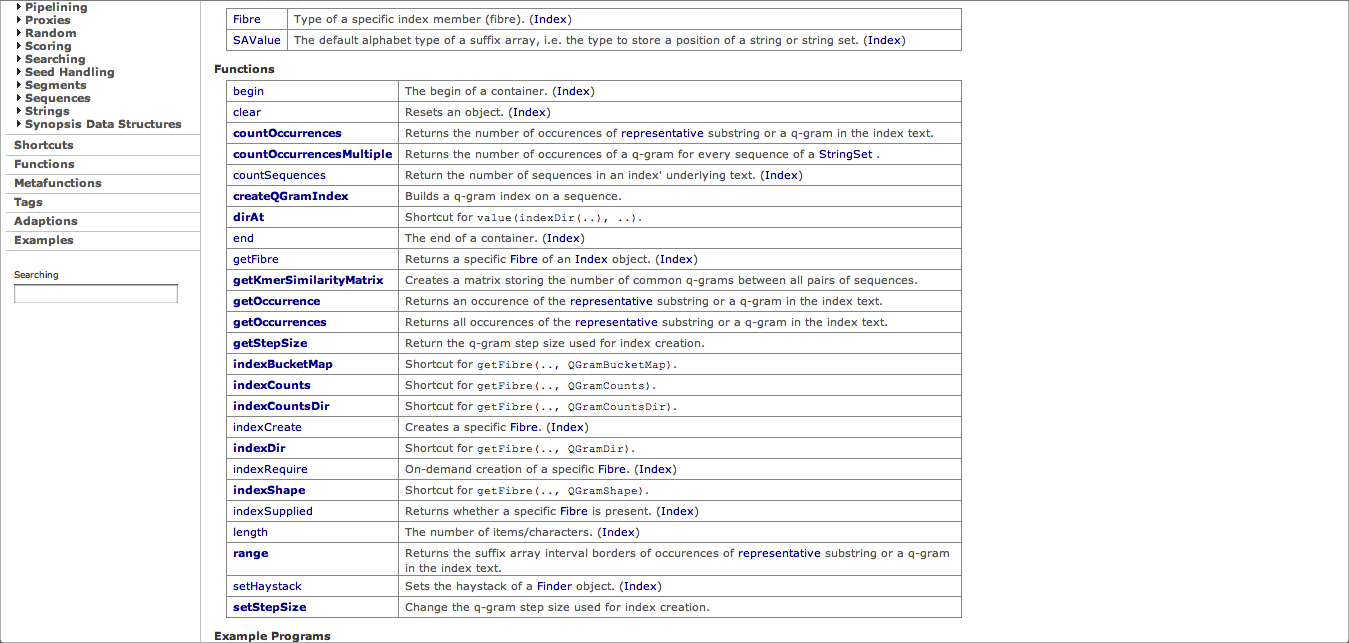 Pipelining
Proxies
Random
Scoring
Searching
Seed Handling
Segments
Sequences
Strings
Synopsis Data Structures
Shortcuts
Functions
Metafunctions
Tags
Adaptions
Examples
Searching
Fibre Type of a specific index member (fibre). (Index)
SAValue The default alphabet type of a suffix array, i.e. the type to store a position of a string or string set. (Index)
Functions
begin The begin of a container. (Index)
clear Resets an object. (Index)
countOccurrences Returns the number of occurences of representative substring or a q-gram in the index text.
countOccurrencesMultiple Returns the number of occurences of a q-gram for every sequence of a StringSet .
countSequences Return the number of sequences in an index' underlying text. (Index)
createQGramIndex Builds a q-gram index on a sequence.
dirAt Shortcut for value(indexDir(..), ..).
end The end of a container. (Index)
getFibre Returns a specific Fibre of an Index object. (Index)
getKmerSimilarityMatrix Creates a matrix storing the number of common q-grams between all pairs of sequences.
getOccurrence Returns an occurence of the representative substring or a q-gram in the index text.
getOccurrences Returns all occurences of the representative substring or a q-gram in the index text.
getStepSize Return the q-gram step size used for index creation.
indexBucketMap Shortcut for getFibre(.., QGramBucketMap).
indexCounts Shortcut for getFibre(.., QGramCounts).
indexCountsDir Shortcut for getFibre(.., QGramCountsDir).
indexCreate Creates a specific Fibre. (Index)
indexDir Shortcut for getFibre(.., QGramDir).
indexRequire On-demand creation of a specific Fibre. (Index)
indexShape Shortcut for getFibre(.., QGramShape).
indexSupplied Returns whether a specific Fibre is present. (Index)
length The number of items/characters. (Index)
range Returns the suffix array interval borders of occurences of representative substring or a q-gram
in the index text.
setHaystack Sets the haystack of a Finder object. (Index)
setStepSize Change the q-gram step size used for index creation.
Example Programs